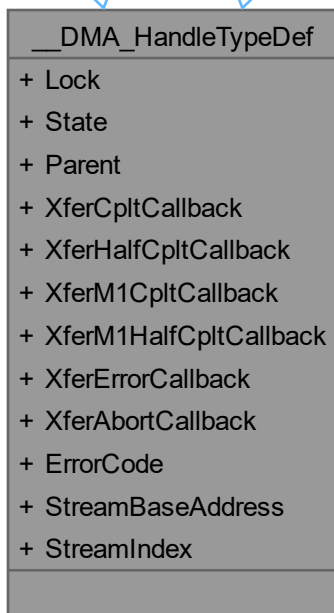 __DMA_HandleTypeDef
+ Lock
+ State
+ Parent
+ XferCpltCallback
+ XferHalfCpltCallback
+ XferM1CpltCallback
+ XferM1HalfCpltCallback
+ XferErrorCallback
+ XferAbortCallback
+ ErrorCode
+ StreamBaseAddress
+ StreamIndex